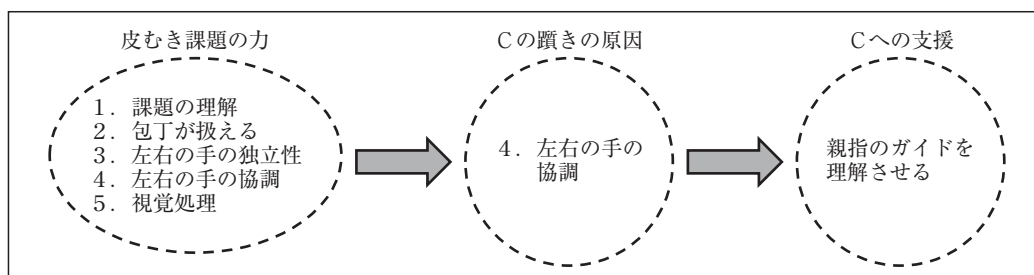 皮むき課題の力
1．課題の理解
2．包丁が扱える
3．左右の手の独立性
4．左右の手の協調
5．視覚処理
Cの躓きの原因
4．左右の手の
協調
Cへの支援
親指のガイドを
理解させる